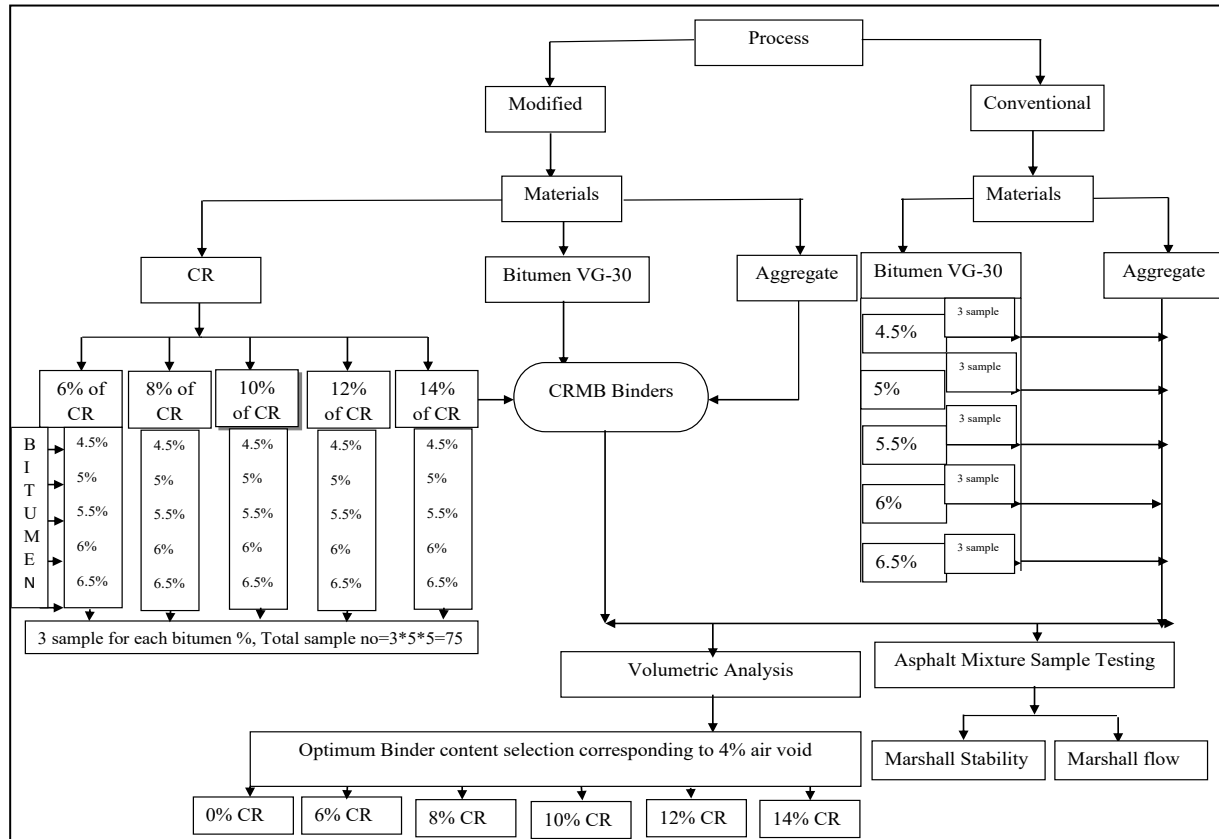 Process
Modified
Conventional
Materials
Materials
CR
Bitumen VG-30
Aggregate
Bitumen VG-30
Aggregate
3 sample
4.5%
3 sample
5%
3 sample
5.5%
3 sample
6%
3 sample
6.5%
6% of
CR
8% of
CR
10%
of CR
12%
of CR
14%
of CR
CRMB Binders
B
I
T
U
M
E
N
4.5%
5%
5.5%
6%
6.5%
4.5%
5%
5.5%
6%
6.5%
4.5%
5%
5.5%
6%
6.5%
4.5%
5%
5.5%
6%
6.5%
4.5%
5%
5.5%
6%
6.5%
3 sample for each bitumen %, Total sample no=3*5*5=75
Volumetric Analysis
Asphalt Mixture Sample Testing
Optimum Binder content selection corresponding to 4% air void
Marshall Stability
Marshall flow
0% CR
6% CR
8% CR
10% CR
12% CR
14% CR